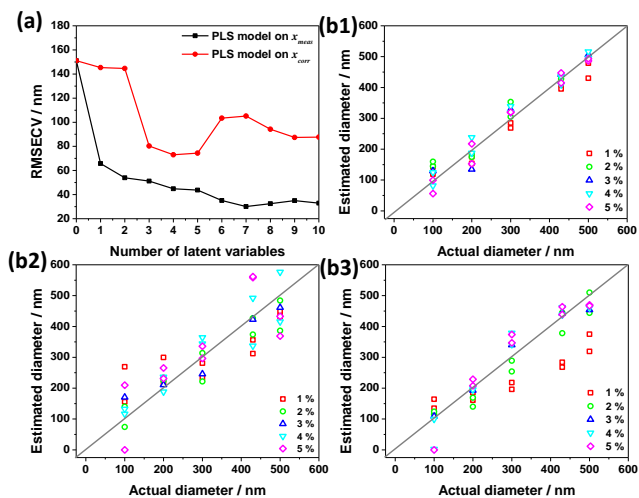 (a)
PLS model on x_meas
PLS model on x_corr
RMSECV / nm
180
160
140
120
100
80
60
40
20
0 1 2 3 4 5 6 7 8 9 10
Number of latent variables
(b1)
Estimated diameter / nm
600
500
400
300
200
100
0
1 %
2 %
3 %
4 %
5 %
0 100 200 300 400 500 600
Actual diameter / nm
(b2)
Estimated diameter / nm
600
500
400
300
200
100
0
1 %
2 %
3 %
4 %
5 %
0 100 200 300 400 500 600
Actual diameter / nm
(b3)
Estimated diameter / nm
600
500
400
300
200
100
0
1 %
2 %
3 %
4 %
5 %
0 100 200 300 400 500 600
Actual diameter / nm